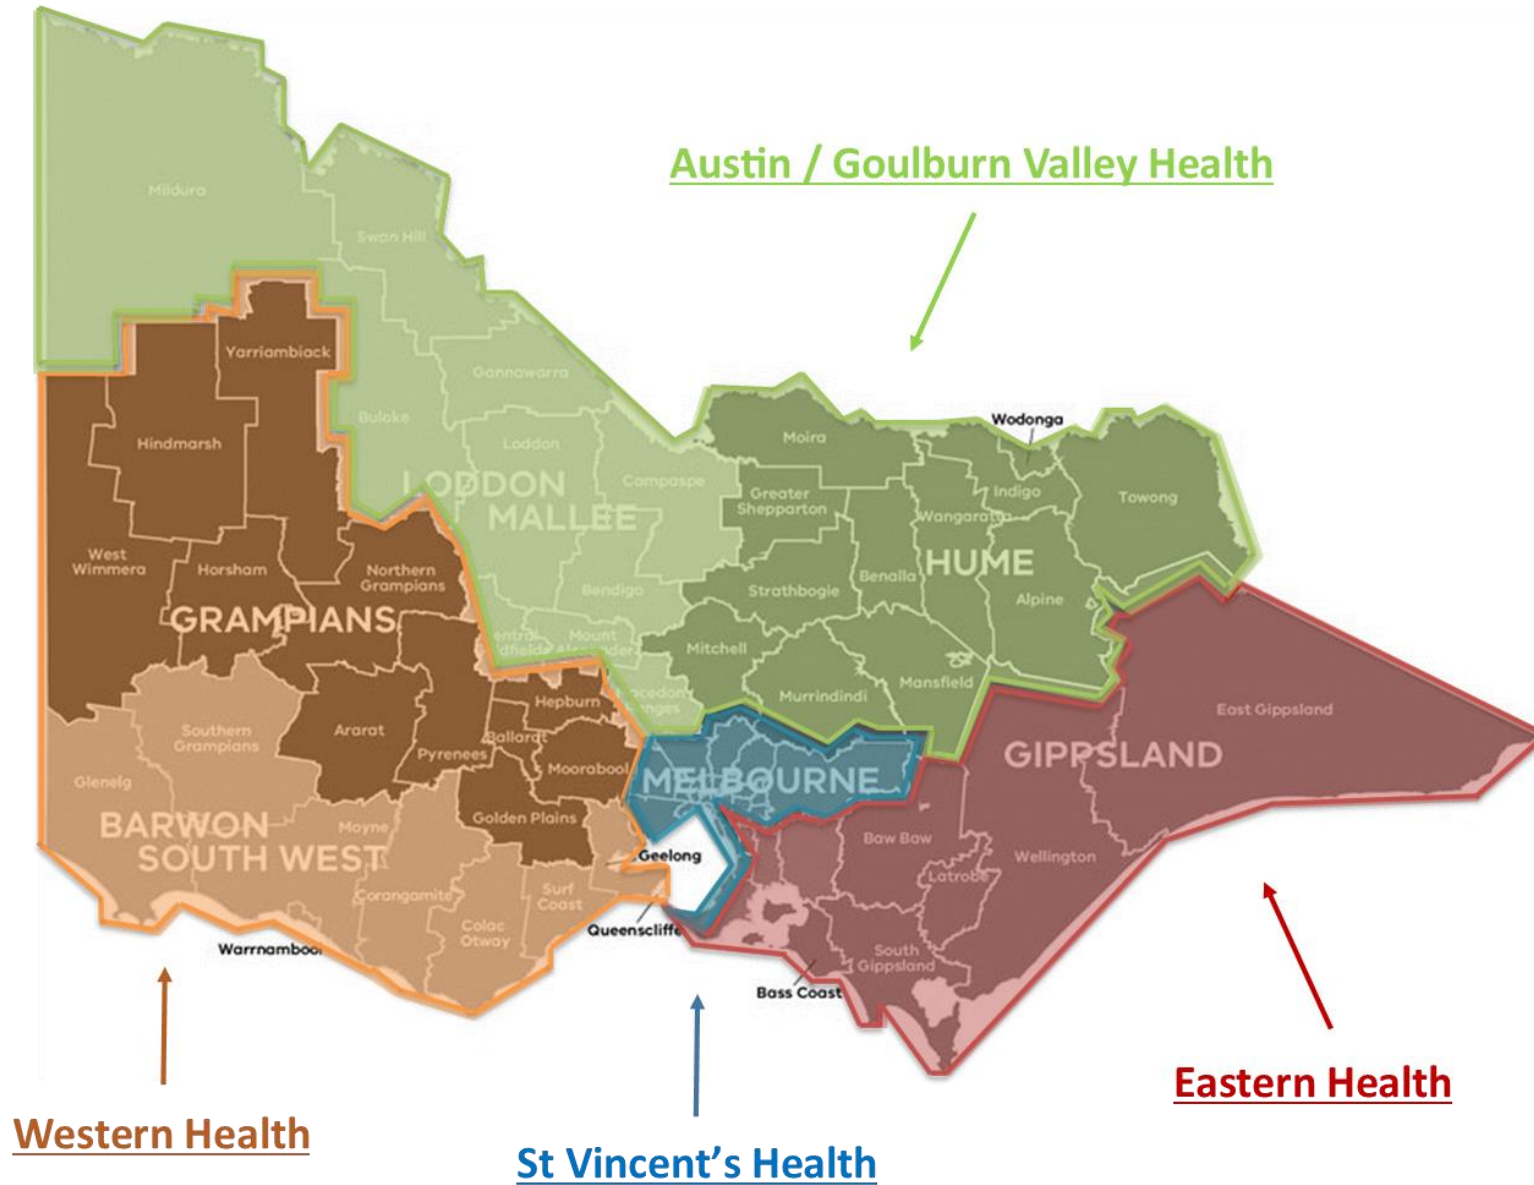 Austin / Goulburn Valley Health
Mildura
Swan Hill
Yarriambiack
Gannawarra
Buloke
Hindmarsh
Loddon
Campaspe
LODDON
MALLEE
Moira
Wodonga
Greater
Shepparton
Indigo
Towong
Wangaratta
HUME
Benalla
Strathbogie
Alpine
West
Wimmera
Horsham
Northern
Grampians
GRAMPIANS
Bendigo
Mount
Mitchell
Murrindindi
Mansfield
Hepburn
Southern
Grampians
Ararat
Pyrenees
Ballarat
Moorabool
MELBOURNE
GIPPSLAND
East Gippsland
Glenelg
BARWON
SOUTH WEST
Moyne
Golden Plains
Geelong
Baw Baw
Wellington
Latrobe
Corangamite
Surf
Coast
Colac
Otway
Queenscliffe
Warrnambool
South
Gippsland
Bass Coast
Western Health
St Vincent's Health
Eastern Health